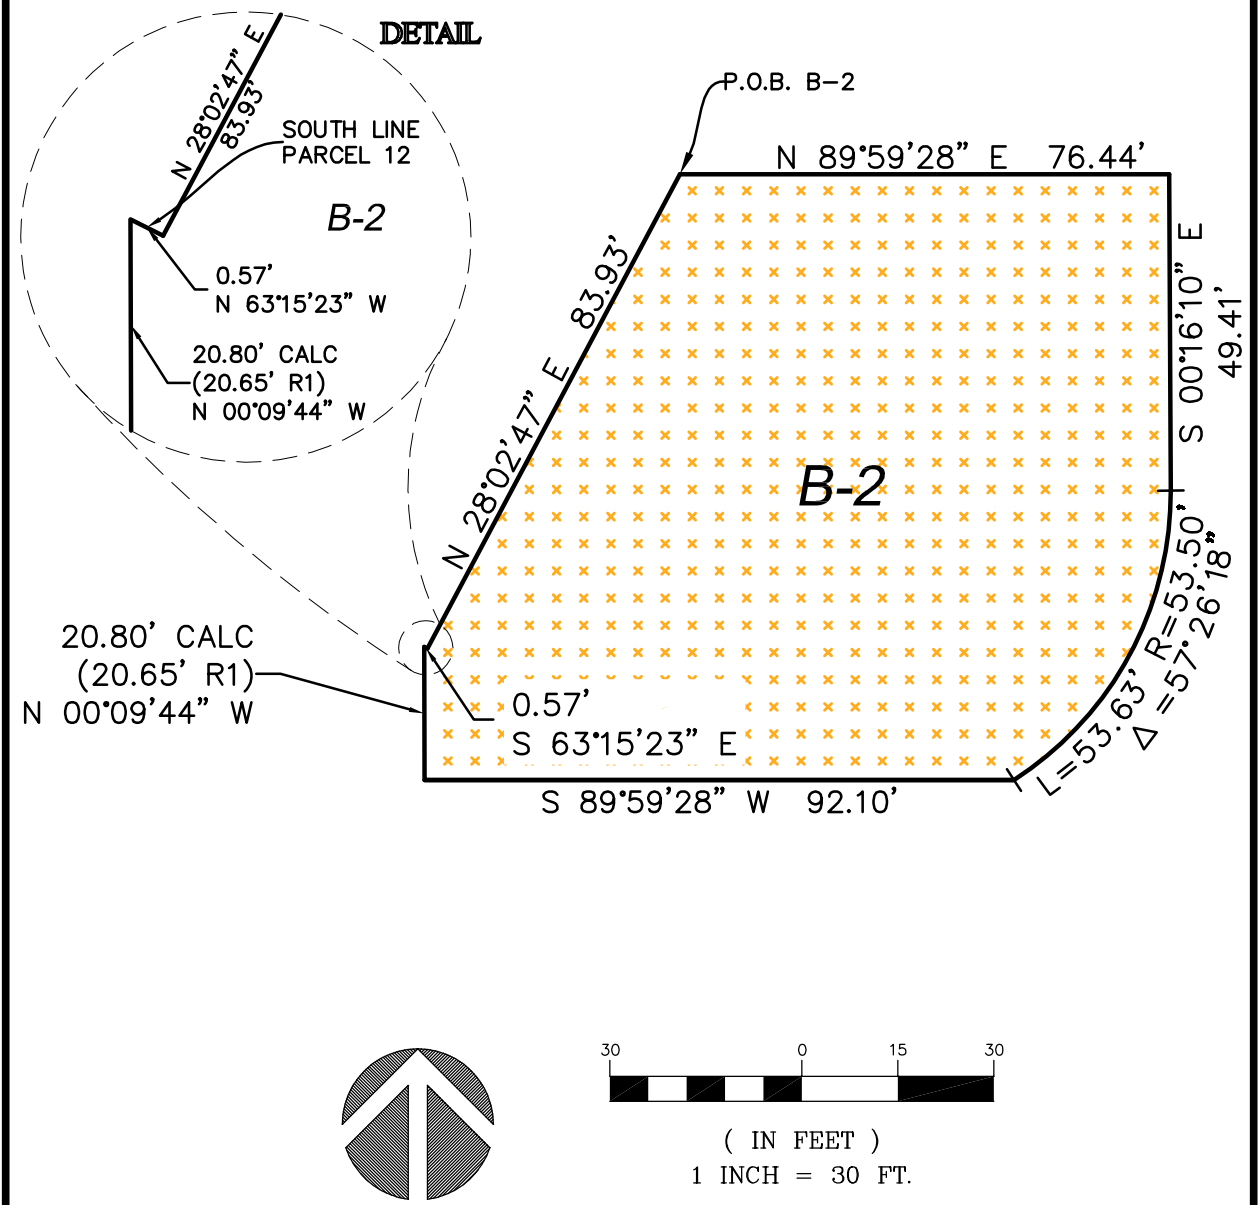 DETAIL
N 28°02'47" E
83.93'
SOUTH LINE
PARCEL 12
B-2
0.57'
N 63°15'23" W
20.80' CALC
(20.65' R1)
N 00°09'44" W
P.O.B. B-2
N 89°59'28" E 76.44'
S 00°16'10" E
49.41'
N 28°02'47" E 83.93'
B-2
L=53.63' R=53.50'
Δ =57°26'18"
20.80' CALC
(20.65' R1)
N 00°09'44" W
0.57'
S 63°15'23" E
S 89°59'28" W 92.10'
30 0 15 30
( IN FEET )
1 INCH = 30 FT.